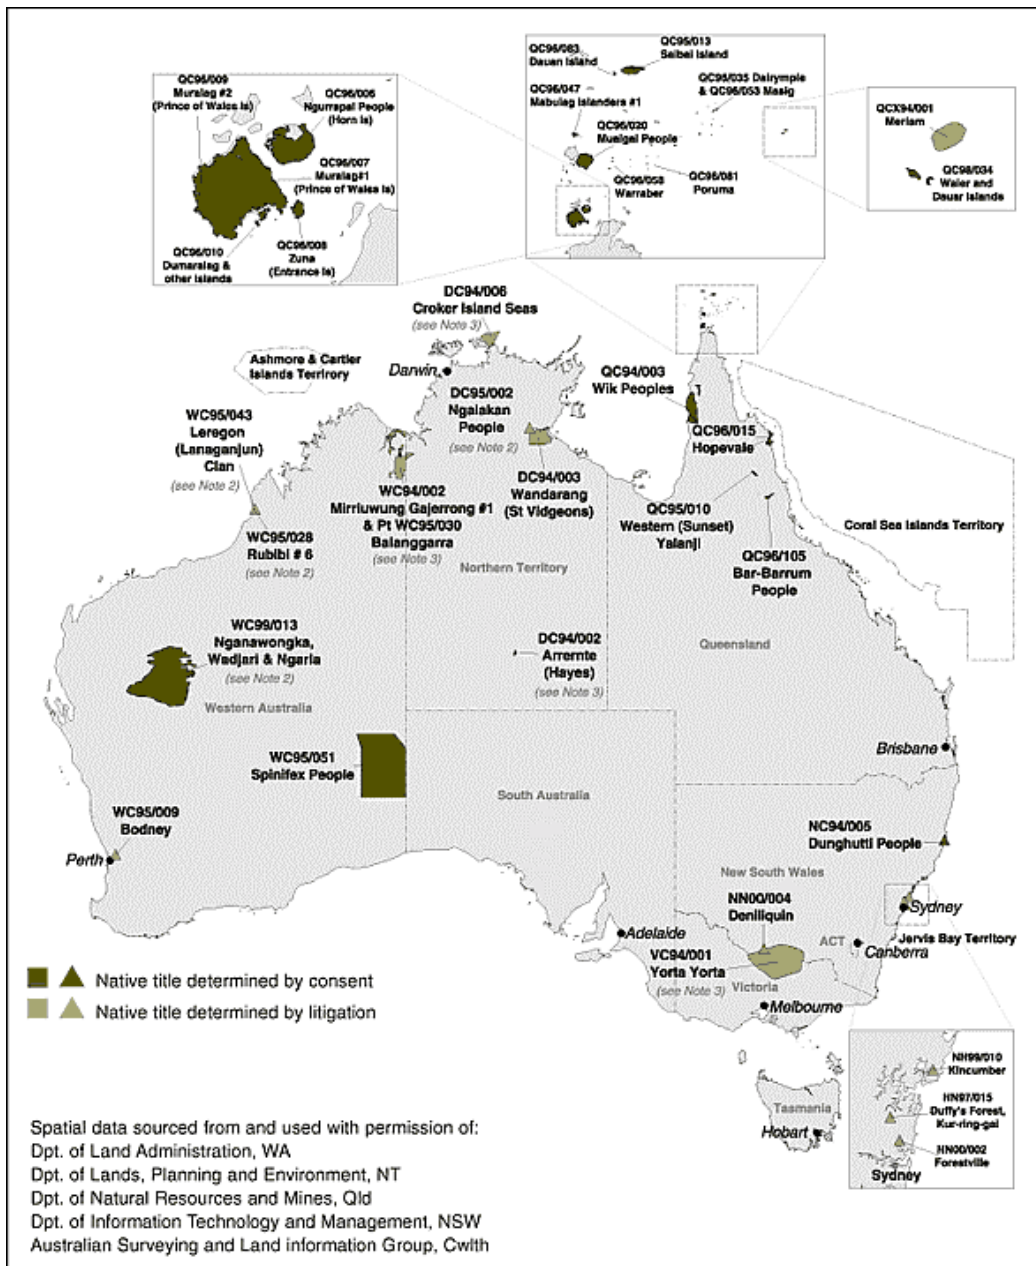 QC96/009
Muralag #2
(Prince of Wales Is)
QC96/006
Ngurrapai People
(Horn Is)
QC96/007
Muralag#1
(Prince of Wales Is)
QC96/010
Dumaralag &
other Islands
QC96/008
Zuna
(Entrance Is)
QC96/083
Dauan Island
QC95/013
Saibai Island
QC96/047
Mabuiag Islanders #1
QC96/035 Dalrymple
& QC96/053 Masig
QC96/020
Mualgal People
QC96/058
Warraber
QC96/081
Poruma
QCX94/001
Meriam
QC98/034
Waier and
Dauar Islands
DC94/006
Croker Island Seas
(see Note 3)
Ashmore & Cartier
Islands Terrirory
Darwin
DC95/002
Ngalakan
People
(see Note 2)
QC94/003
Wik Peoples
WC95/043
Leregon
(Lanaganjun)
Clan
(see Note 2)
QC96/015
Hopevale
WC94/002
Mirriuwung Gajerrong #1
& Pt WC95/030
Balanggarra
(see Note 3)
DC94/003
Wandarang
(St Vidgeons)
QC95/010
Western (Sunset)
Yalanji
Coral Sea Islands Territory
WC95/028
Rubibi # 6
(see Note 2)
Northern Territory
QC96/105
Bar-Barrum
People
WC99/013
Nganawongka,
Wadjari & Ngarla
(see Note 2)
DC94/002
Arrernte
(Hayes)
(see Note 3)
Queensland
Western Australia
WC95/051
Spinifex People
Brisbane
South Australia
WC95/009
Bodney
Perth
NC94/005
Dunghutti People
New South Wales
NN00/004
Deniliquin
Sydney
Adelaide
ACT
Jervis Bay Territory
Canberra
VC94/001
Yorta Yorta
(see Note 3)
Victoria
Melbourne
Native title determined by consent
Native title determined by litigation
NN99/010
Kincumber
NN97/015
Duffy's Forest,
Kur-ring-gai
NN00/002
Forestville
Sydney
Tasmania
Hobart
Spatial data sourced from and used with permission of:
Dpt. of Land Administration, WA
Dpt. of Lands, Planning and Environment, NT
Dpt. of Natural Resources and Mines, Qld
Dpt. of Information Technology and Management, NSW
Australian Surveying and Land information Group, Cwlth